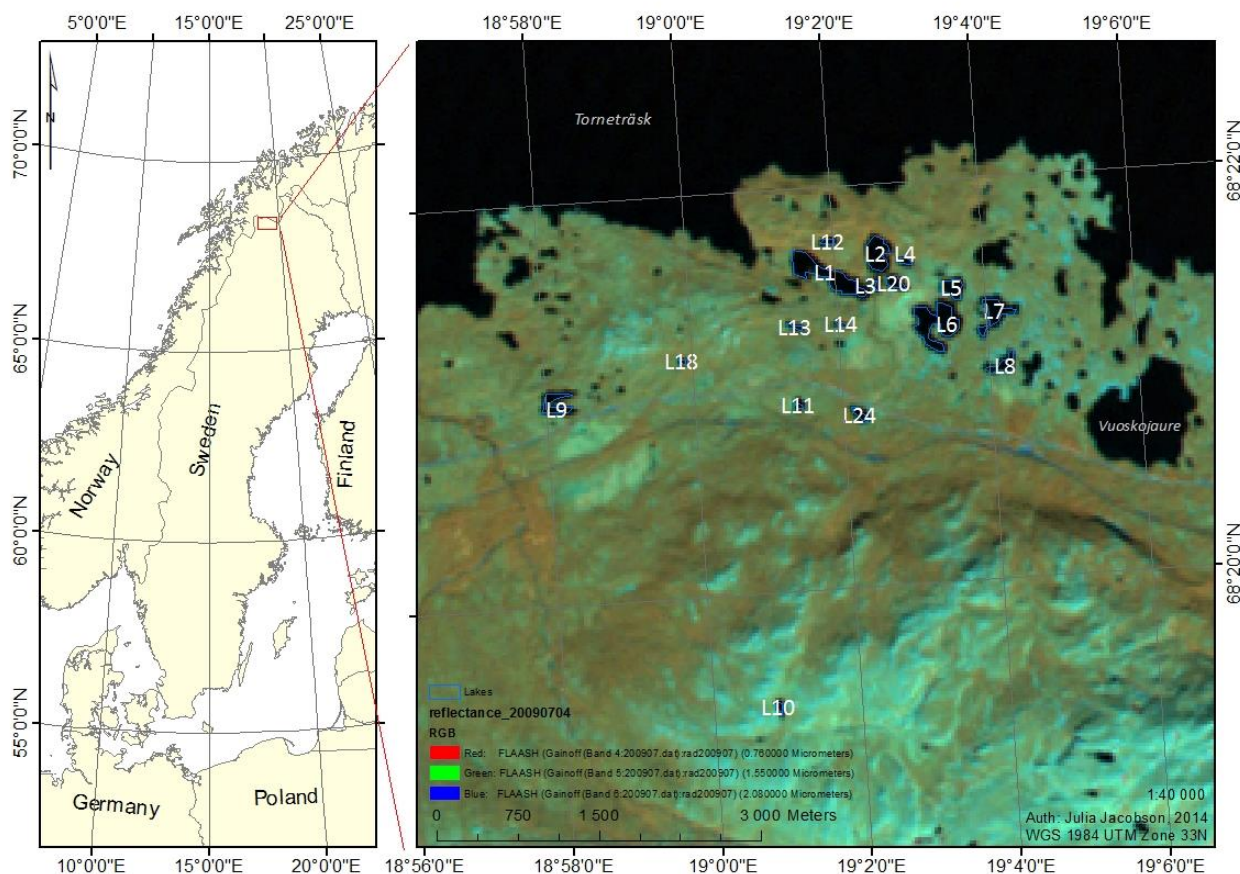 5°0'0"E 15°0'0"E 25°0'0"E 18°58'0"E 19°0'0"E 19°2'0"E 19°4'0"E 19°6'0"E
N
70°0'0"N
65°0'0"N
60°0'0"N
55°0'0"N
Norway
Sweden
Finland
Germany
Poland
Torneträsk
68°22'0"N
L12
L2
L4
L1
L3
L20
L5
L6
L7
L13
L14
L18
L8
L9
L11
L24
Vuoskojaure
68°20'0"N
L10
Lakes
reflectance_20090704
RGB
Red: FLAASH (Gainoff (Band 4:200907.dat):rad200907) (0.760000 Micrometers)
Green: FLAASH (Gainoff (Band 5:200907.dat):rad200907) (1.550000 Micrometers)
Blue: FLAASH (Gainoff (Band 6:200907.dat):rad200907) (2.080000 Micrometers)
0 750 1 500 3 000 Meters
1:40 000
Auth: Julia Jacobson, 2014
WGS 1984 UTM Zone 33N
10°0'0"E 15°0'0"E 20°0'0"E 18°56'0"E 18°58'0"E 19°0'0"E 19°2'0"E 19°4'0"E 19°6'0"E